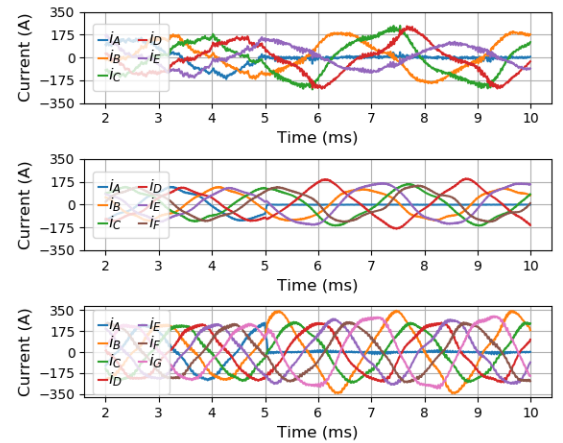 350
175
0
−175
−350
Current (A)
iA iD
iB iE
iC
2 3 4 5 6 7 8 9 10
Time (ms)
350
175
0
−175
−350
Current (A)
iA iD
iB iE
iC iF
2 3 4 5 6 7 8 9 10
Time (ms)
350
175
0
−175
−350
Current (A)
iA iE
iB iF
iC iG
iD
2 3 4 5 6 7 8 9 10
Time (ms)